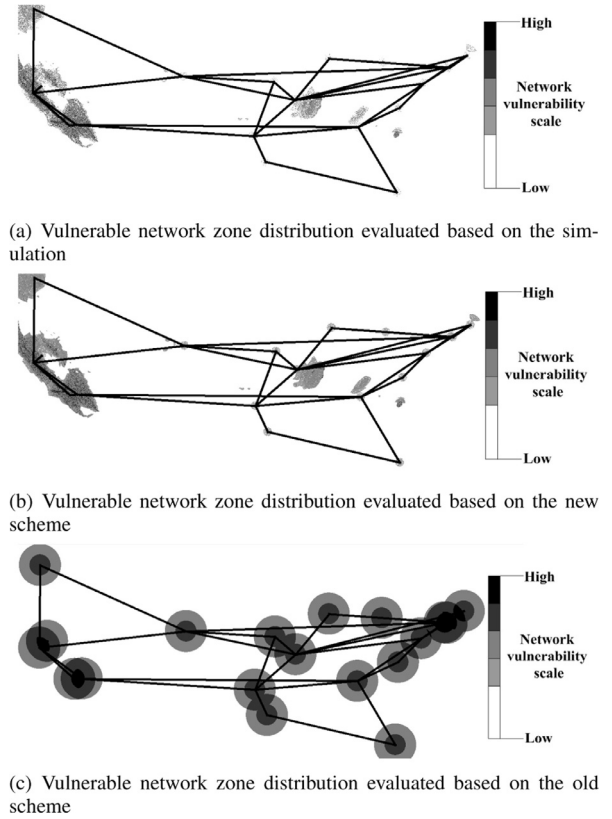 High
Network
vulnerability
scale
Low
(a) Vulnerable network zone distribution evaluated based on the sim-
ulation
High
Network
vulnerability
scale
Low
(b) Vulnerable network zone distribution evaluated based on the new
scheme
High
Network
vulnerability
scale
Low
(c) Vulnerable network zone distribution evaluated based on the old
scheme